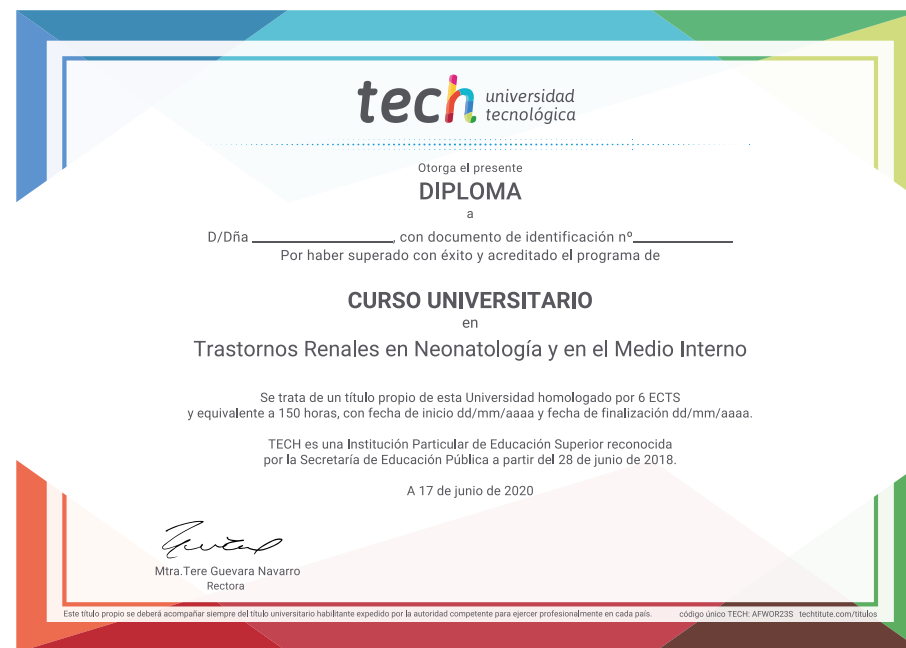 tech universidad
tecnológica
Otorga el presente
DIPLOMA
a
D/Dña ____________________, con documento de identificación nº______________
Por haber superado con éxito y acreditado el programa de
CURSO UNIVERSITARIO
en
Trastornos Renales en Neonatología y en el Medio Interno
Se trata de un título propio de esta Universidad homologado por 6 ECTS
y equivalente a 150 horas, con fecha de inicio dd/mm/aaaa y fecha de finalización dd/mm/aaaa.
TECH es una Institución Particular de Educación Superior reconocida
por la Secretaría de Educación Pública a partir del 28 de junio de 2018.
A 17 de junio de 2020
Mtra.Tere Guevara Navarro
Rectora
Este título propio se deberá acompañar siempre del título universitario habilitante expedido por la autoridad competente para ejercer profesionalmente en cada país. código único TECH: AFWOR23S techtitute.com/titulos